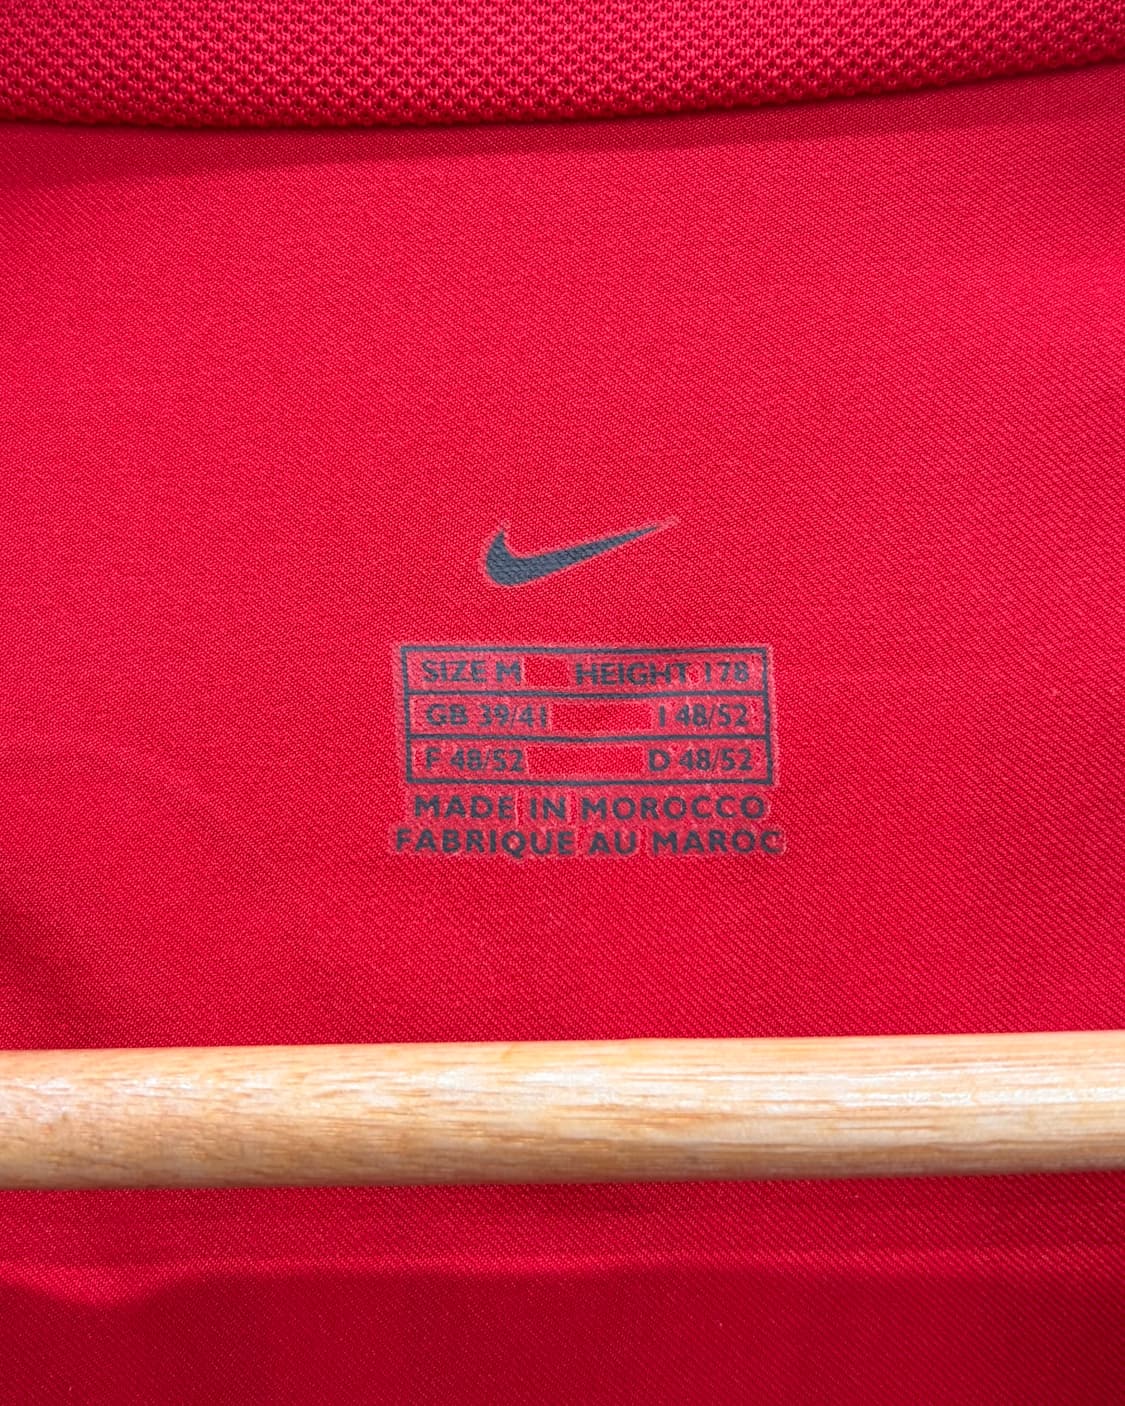 SIZE M HEIGHT 178
GB 39/41 I 48/52
F 48/52 D 48/52
MADE IN MOROCCO
FABRIQUE AU MAROC